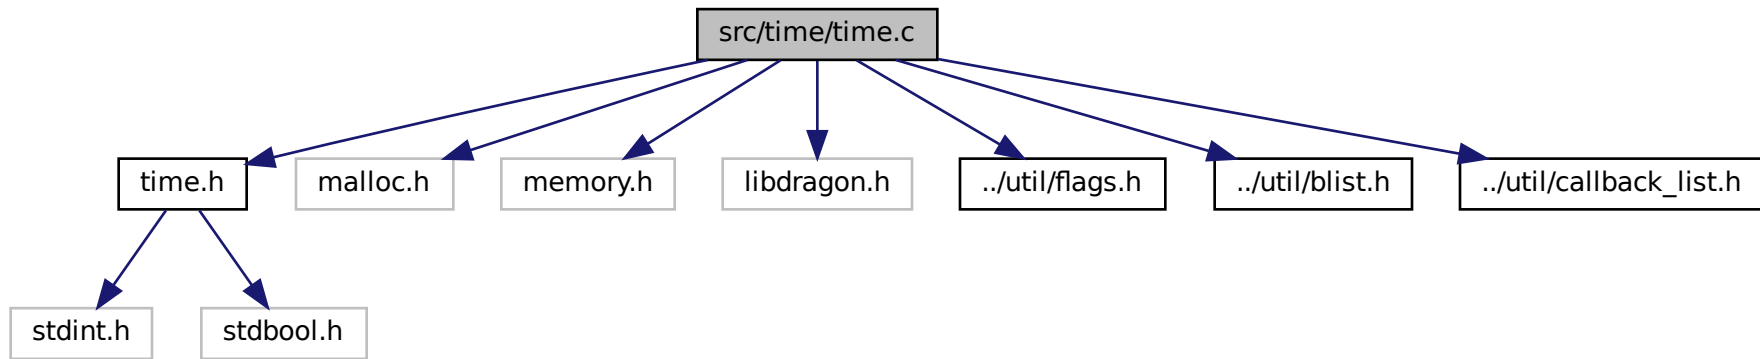 src/time/time.c
time.h
malloc.h
memory.h
libdragon.h
../util/flags.h
../util/blist.h
../util/callback_list.h
stdint.h
stdbool.h